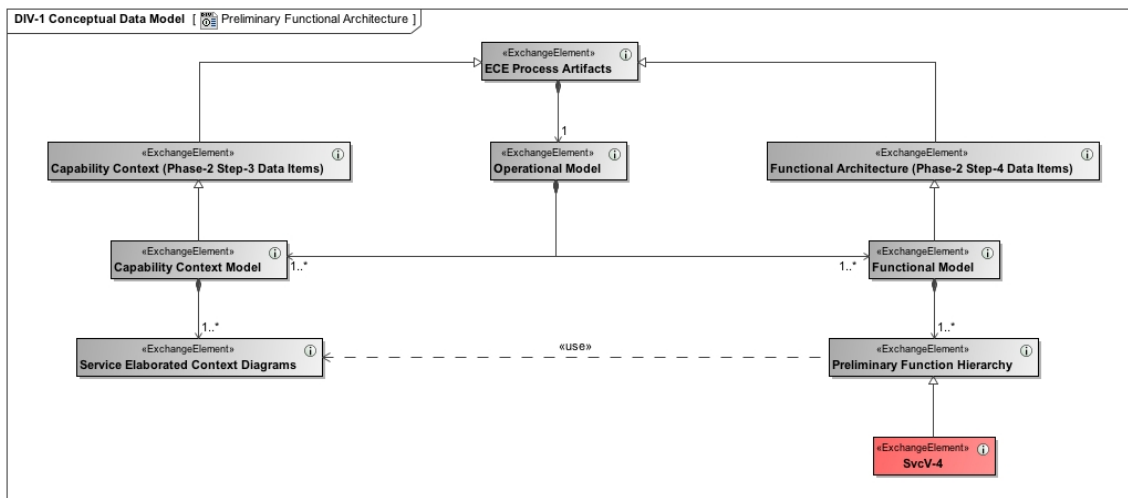 DIV-1 Conceptual Data Model [ Preliminary Functional Architecture ]
«ExchangeElement»
ECE Process Artifacts
1
«ExchangeElement»
Capability Context (Phase-2 Step-3 Data Items)
«ExchangeElement»
Operational Model
«ExchangeElement»
Functional Architecture (Phase-2 Step-4 Data Items)
«ExchangeElement»
Capability Context Model
1..*
1..*
«ExchangeElement»
Functional Model
1..*
1..*
«ExchangeElement»
Service Elaborated Context Diagrams
«use»
«ExchangeElement»
Preliminary Function Hierarchy
«ExchangeElement»
SvcV-4